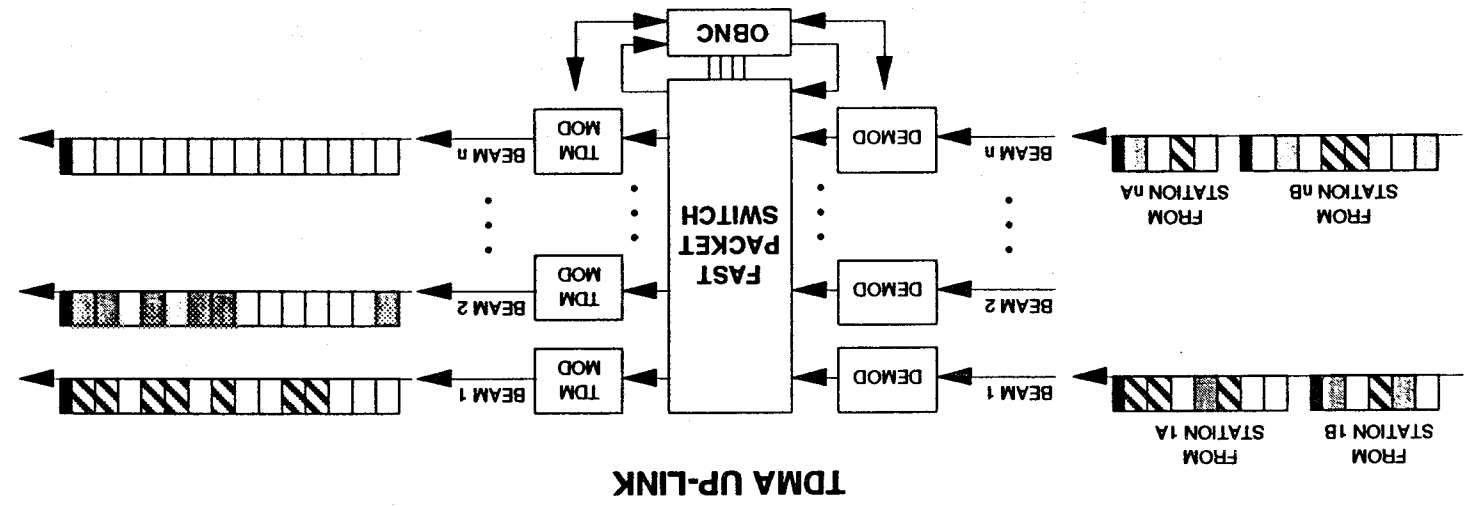 TDMA UP-LINK
FROM
STATION 1B
FROM
STATION 1A
BEAM 1
DEMOD
TDM
MOD
BEAM 1
BEAM 2
DEMOD
FAST
PACKET
SWITCH
TDM
MOD
BEAM 2
FROM
STATION nB
FROM
STATION nA
BEAM n
DEMOD
TDM
MOD
BEAM n
OBNC